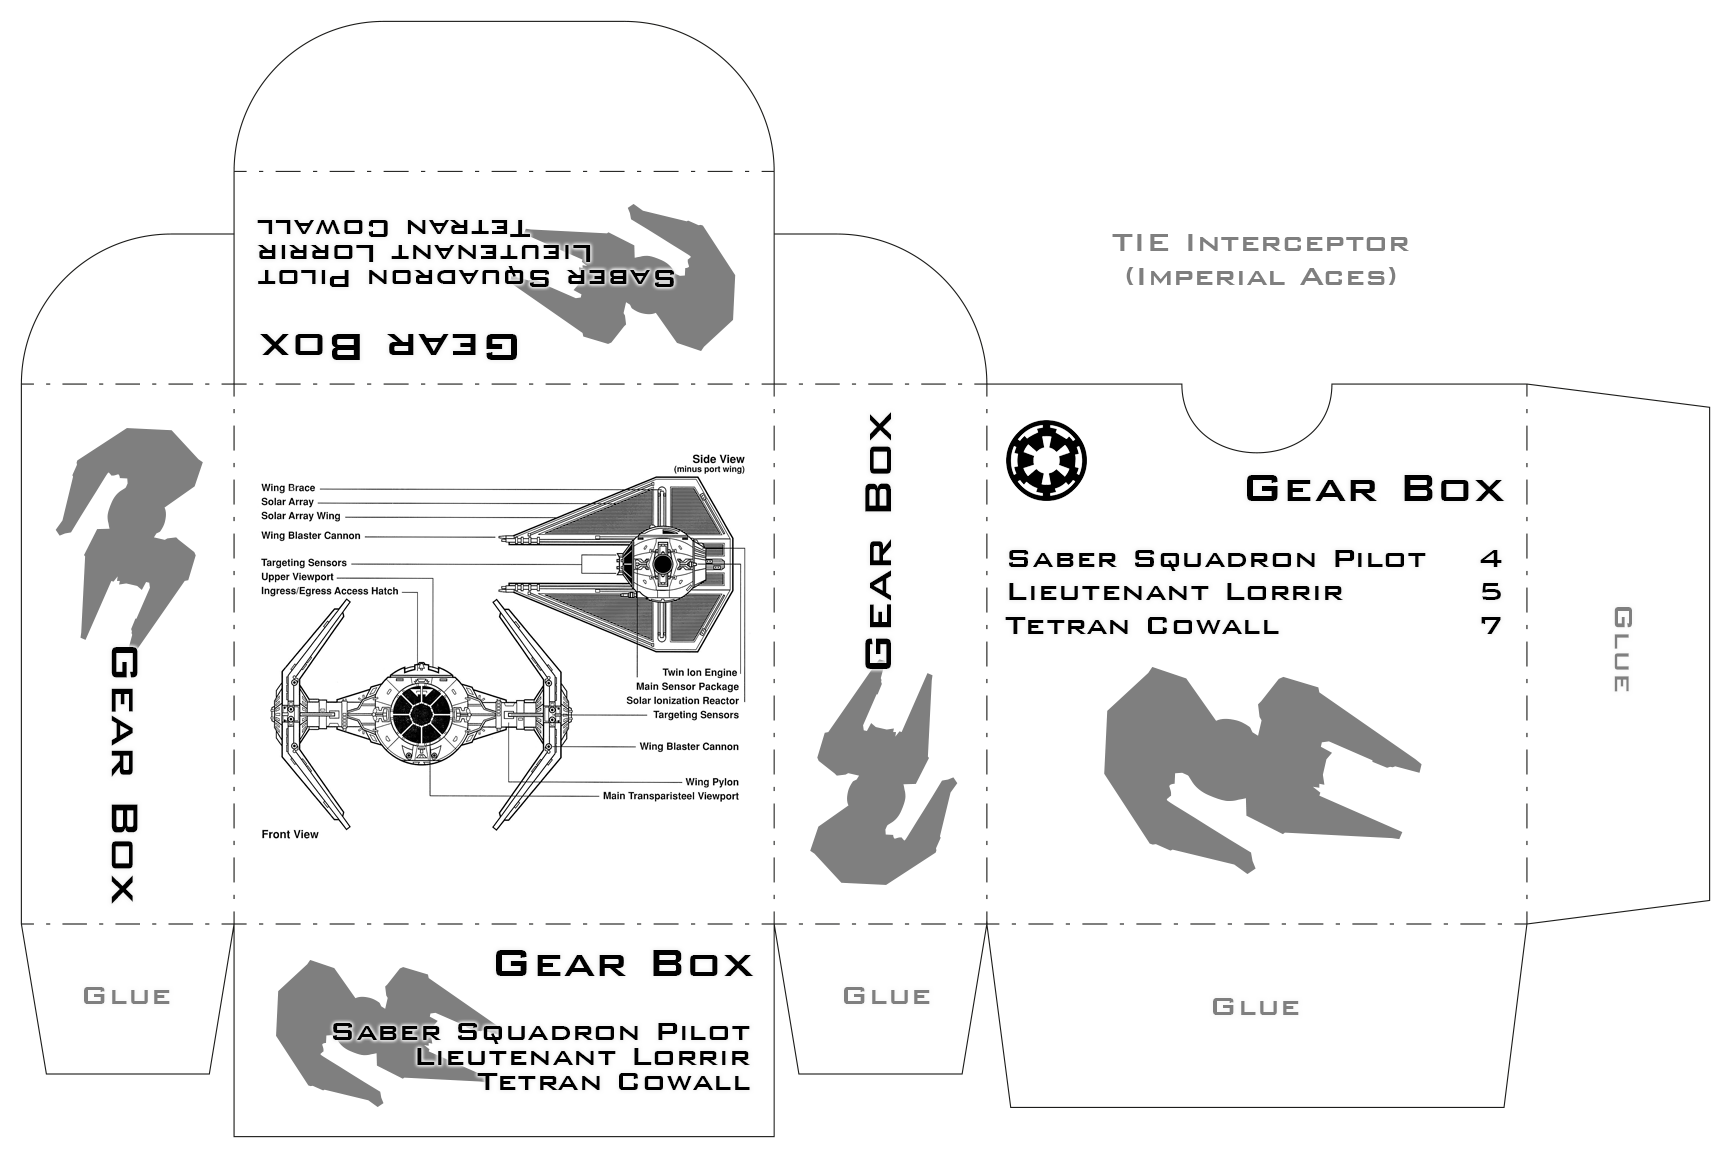 TETRAN COWALL
LIEUTENANT LORRIR
SABER SQUADRON PILOT
GEAR BOX
TIE INTERCEPTOR
(IMPERIAL ACES)
GEAR BOX
Side View
(minus port wing)
Wing Brace
Solar Array
Solar Array Wing
Wing Blaster Cannon
Targeting Sensors
Upper Viewport
Ingress/Egress Access Hatch
Twin Ion Engine
Main Sensor Package
Solar Ionization Reactor
Targeting Sensors
Wing Blaster Cannon
Wing Pylon
Main Transparisteel Viewport
Front View
GEAR BOX
GEAR BOX
SABER SQUADRON PILOT 4
LIEUTENANT LORRIR 5
TETRAN COWALL 7
GLUE
GLUE
GEAR BOX
SABER SQUADRON PILOT
LIEUTENANT LORRIR
TETRAN COWALL
GLUE
GLUE